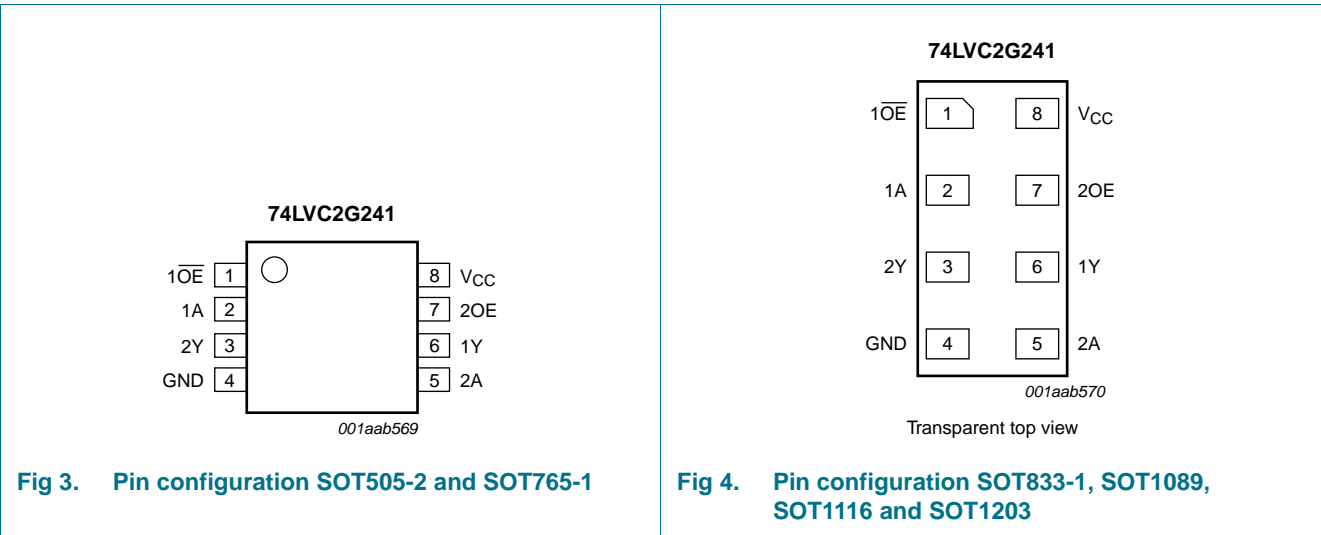 74LVC2G241
1O̅E̅ 1 8 VCC
1A 2 7 2OE
2Y 3 6 1Y
GND 4 5 2A
001aab569
Fig 3. Pin configuration SOT505-2 and SOT765-1
74LVC2G241
1O̅E̅ 1 8 VCC
1A 2 7 2OE
2Y 3 6 1Y
GND 4 5 2A
001aab570
Transparent top view
Fig 4. Pin configuration SOT833-1, SOT1089,
SOT1116 and SOT1203